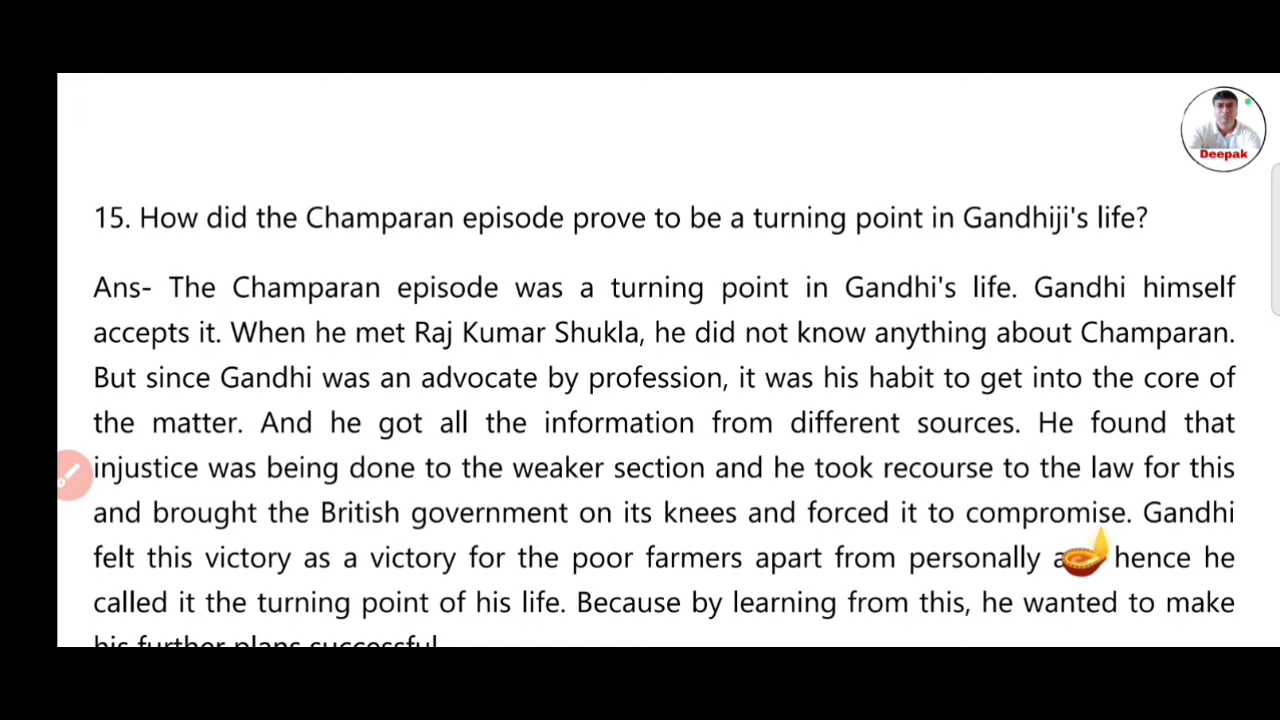 Deepak
15. How did the Champaran episode prove to be a turning point in Gandhiji's life?
Ans- The Champaran episode was a turning point in Gandhi's life. Gandhi himself
accepts it. When he met Raj Kumar Shukla, he did not know anything about Champaran.
But since Gandhi was an advocate by profession, it was his habit to get into the core of
the matter. And he got all the information from different sources. He found that
injustice was being done to the weaker section and he took recourse to the law for this
and brought the British government on its knees and forced it to compromise. Gandhi
felt this victory as a victory for the poor farmers apart from personally hence he
called it the turning point of his life. Because by learning from this, he wanted to make
his further plans successful.